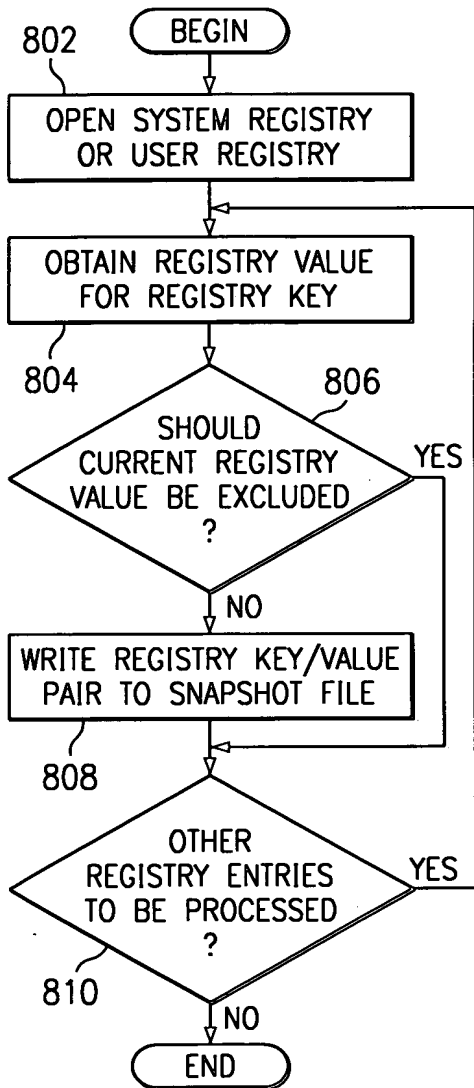 BEGIN
802
OPEN SYSTEM REGISTRY
OR USER REGISTRY
OBTAIN REGISTRY VALUE
FOR REGISTRY KEY
804
806
SHOULD
CURRENT REGISTRY
VALUE BE EXCLUDED
?
YES
NO
WRITE REGISTRY KEY/VALUE
PAIR TO SNAPSHOT FILE
808
OTHER
REGISTRY ENTRIES
TO BE PROCESSED
?
YES
810
NO
END